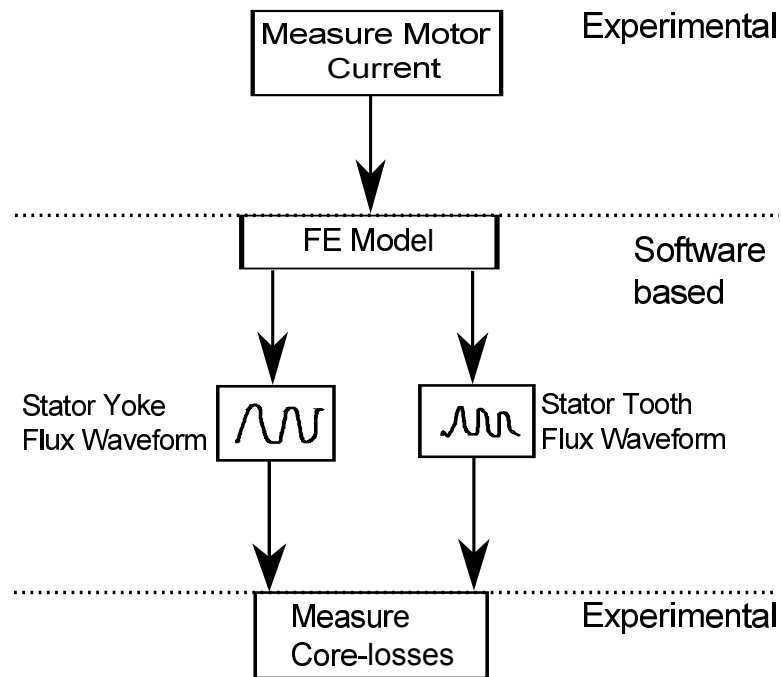 Measure Motor
Current
Experimental
FE Model
Software
based
Stator Yoke
Flux Waveform
Stator Tooth
Flux Waveform
Measure
Core-losses
Experimental